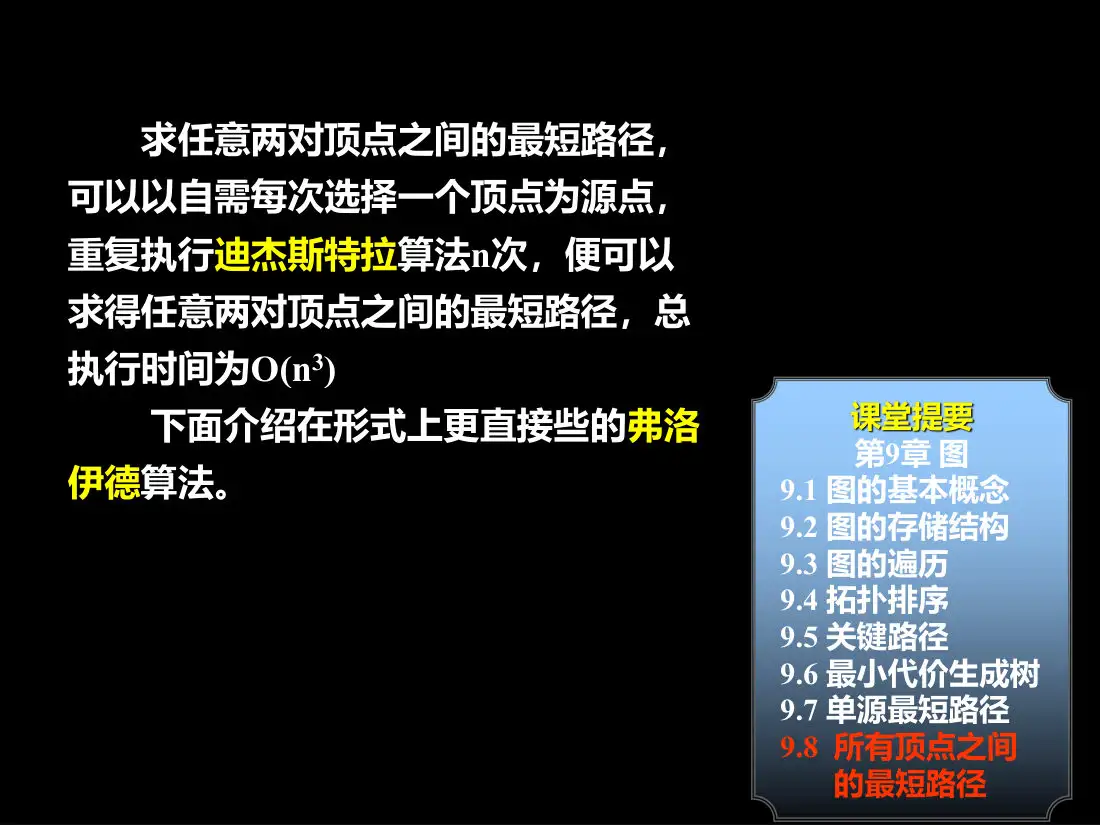 求任意两对顶点之间的最短路径，
可以以自需每次选择一个顶点为源点，
重复执行迪杰斯特拉算法n次，便可以
求得任意两对顶点之间的最短路径，总
执行时间为O(n³)
下面介绍在形式上更直接些的弗洛
伊德算法。
课堂提要
第9章 图
9.1 图的基本概念
9.2 图的存储结构
9.3 图的遍历
9.4 拓扑排序
9.5 关键路径
9.6 最小代价生成树
9.7 单源最短路径
9.8 所有顶点之间
的最短路径